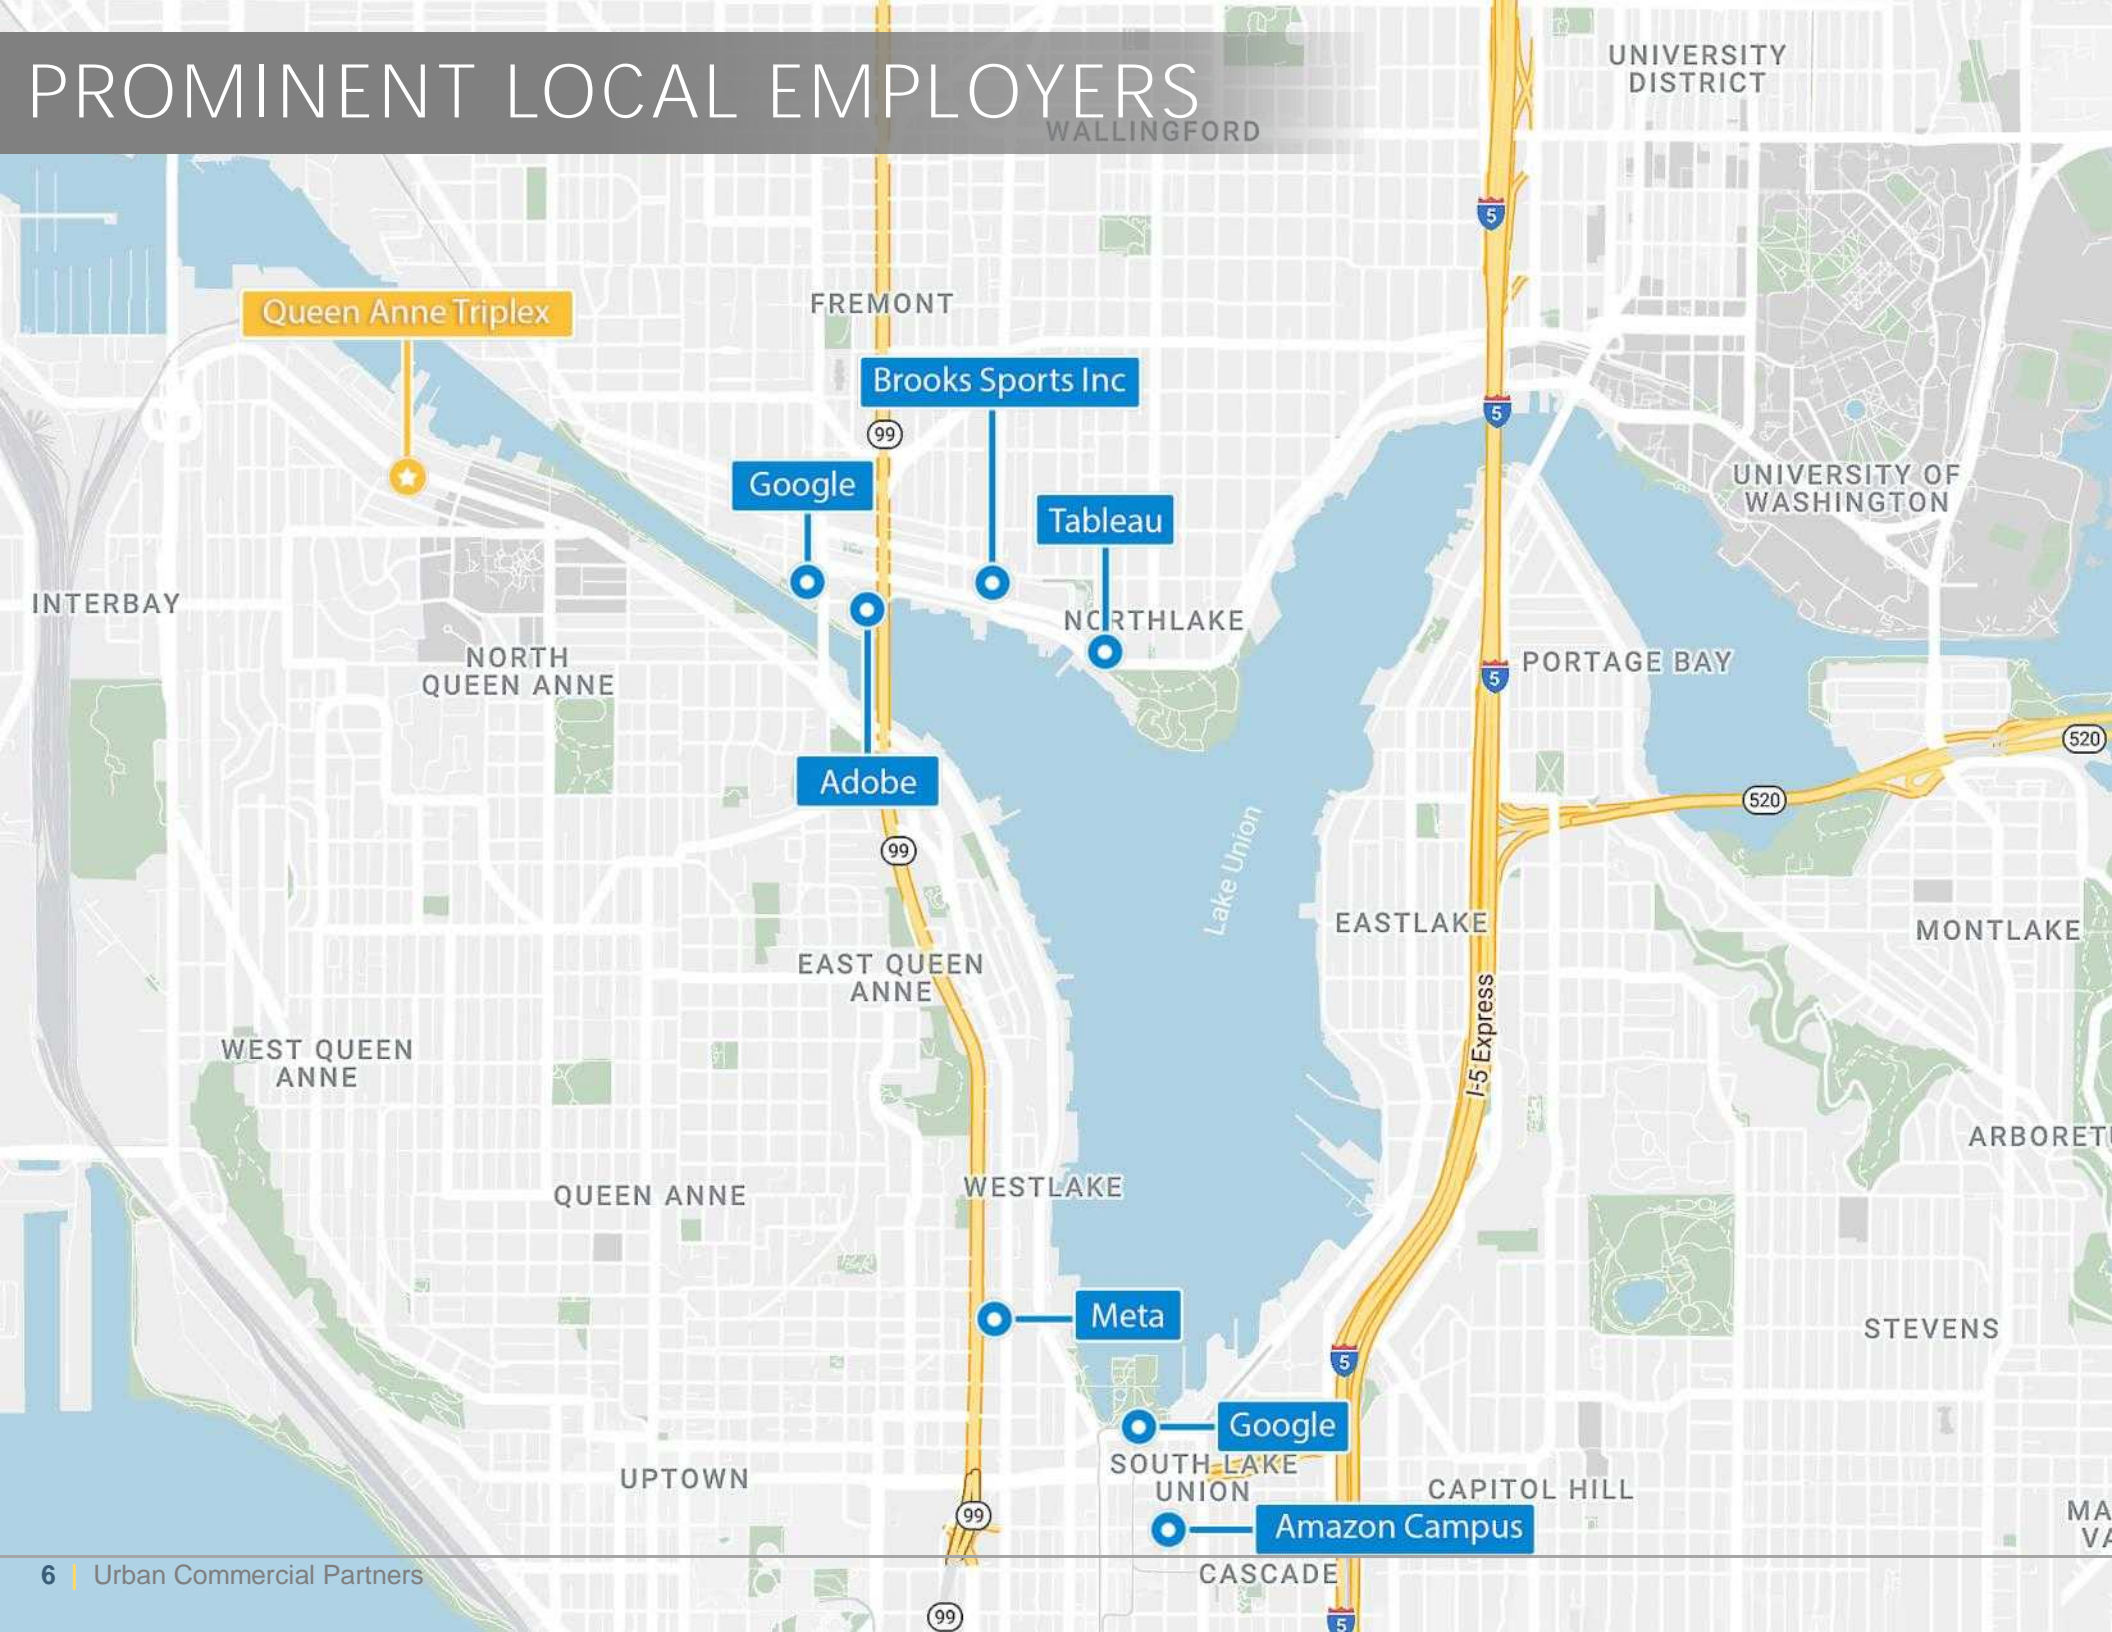 PROMINENT LOCAL EMPLOYERS
UNIVERSITY
DISTRICT
WALLINGFORD
5
Queen Anne Triplex
FREMONT
Brooks Sports Inc
5
99
Google
UNIVERSITY OF
WASHINGTON
Tableau
INTERBAY
NORTHLAKE
NORTH
QUEEN ANNE
5
PORTAGE BAY
520
Adobe
520
99
Lake Union
EASTLAKE
MONTLAKE
EAST QUEEN
ANNE
I-5 Express
WEST QUEEN
ANNE
ARBORET
QUEEN ANNE
WESTLAKE
Meta
STEVENS
5
Google
SOUTH LAKE
UNION
UPTOWN
CAPITOL HILL
99
Amazon Campus
MA
VA
6 | Urban Commercial Partners
CASCADE
99
5